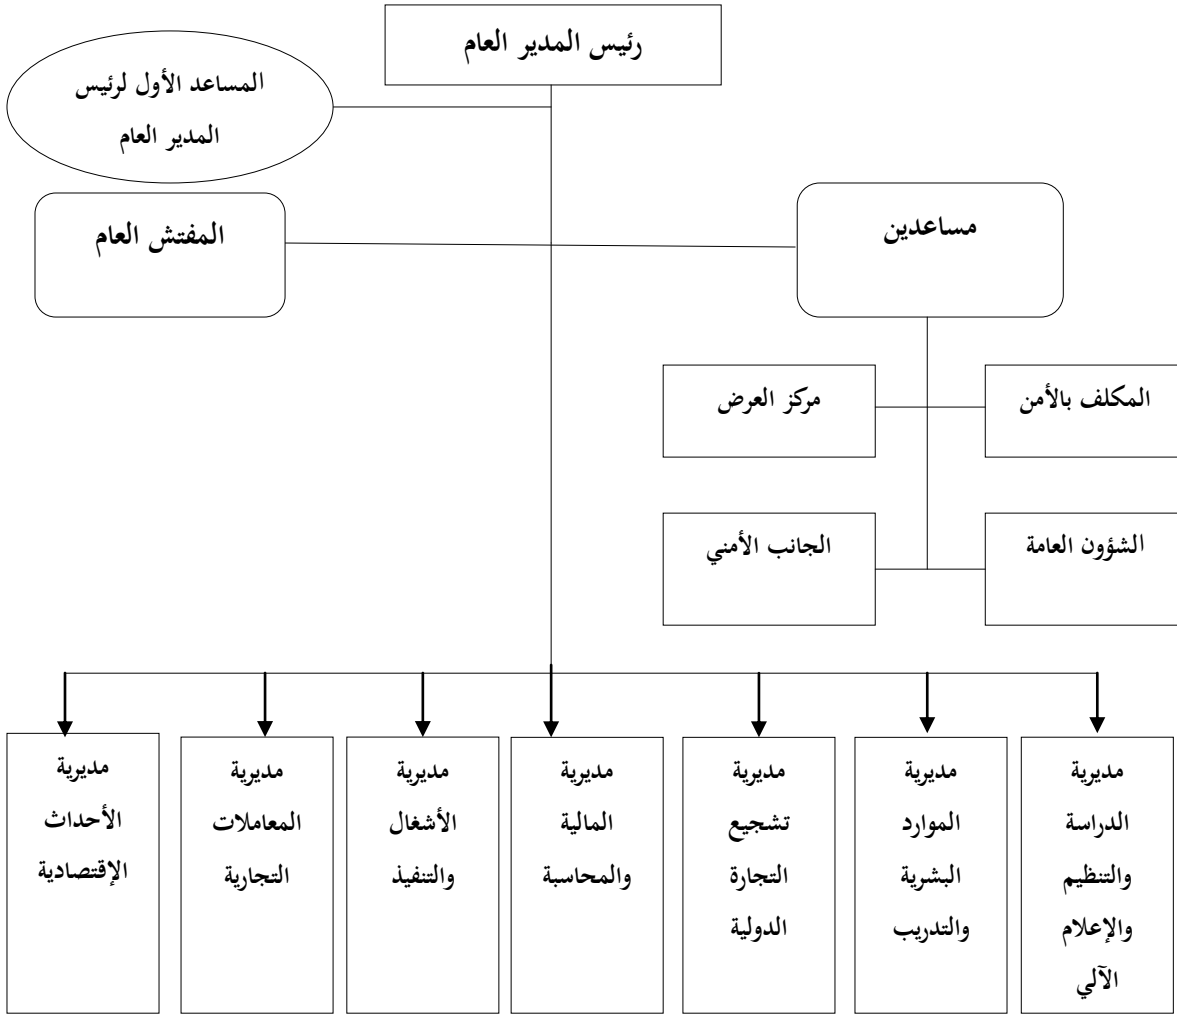 رئيس المدير العام
المساعد الأول لرئيس
المدير العام
مساعدين
المفتش العام
المكلف بالأمن
مركز العرض
الشؤون العامة
الجانب الأمني
مديرية
الدراسة
والتنظيم
والإعلام
الآلي
مديرية
الموارد
البشرية
والتدريب
مديرية
تشجيع
التجارة
الدولية
مديرية
المالية
والمحاسبة
مديرية
الأشغال
والتنفيذ
مديرية
المعاملات
التجارية
مديرية
الأحداث
الإقتصادية